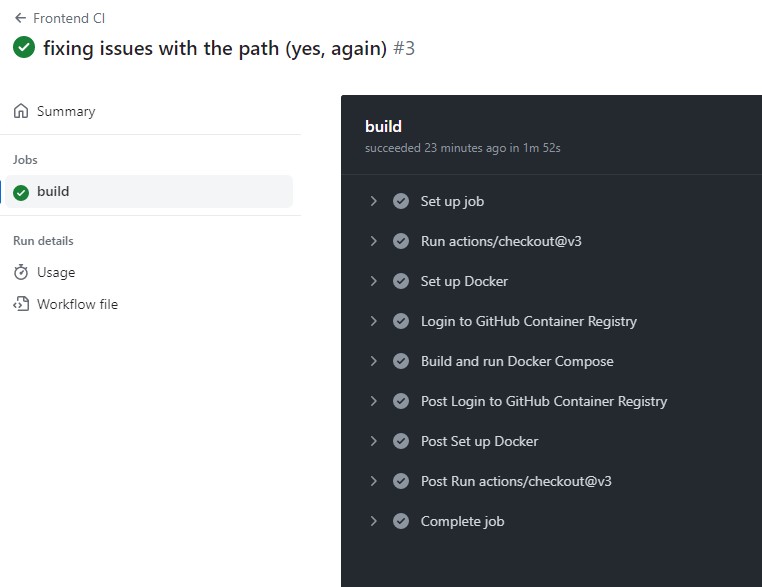 Frontend CI
fixing issues with the path (yes, again) #3
Summary
Jobs
build
Run details
Usage
Workflow file
build
succeeded 23 minutes ago in 1m 52s
Set up job
Run actions/checkout@v3
Set up Docker
Login to GitHub Container Registry
Build and run Docker Compose
Post Login to GitHub Container Registry
Post Set up Docker
Post Run actions/checkout@v3
Complete job